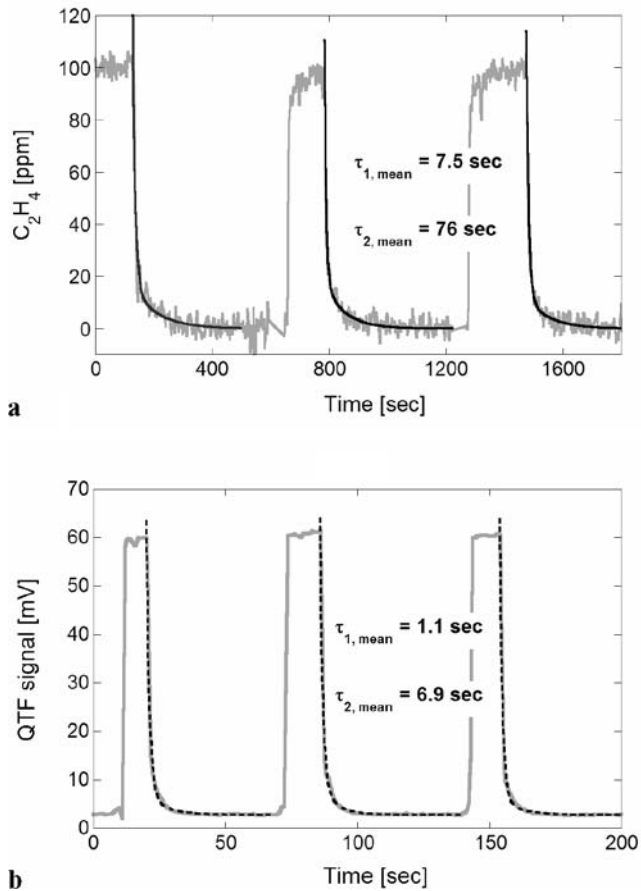 120
100
80
60
40
20
0
C₂H₄ [ppm]
τ₁, mean = 7.5 sec
τ₂, mean = 76 sec
0 400 800 1200 1600
Time [sec]
a
70
60
50
40
30
20
10
0
QTF signal [mV]
τ₁, mean = 1.1 sec
τ₂, mean = 6.9 sec
0 50 100 150 200
Time [sec]
b